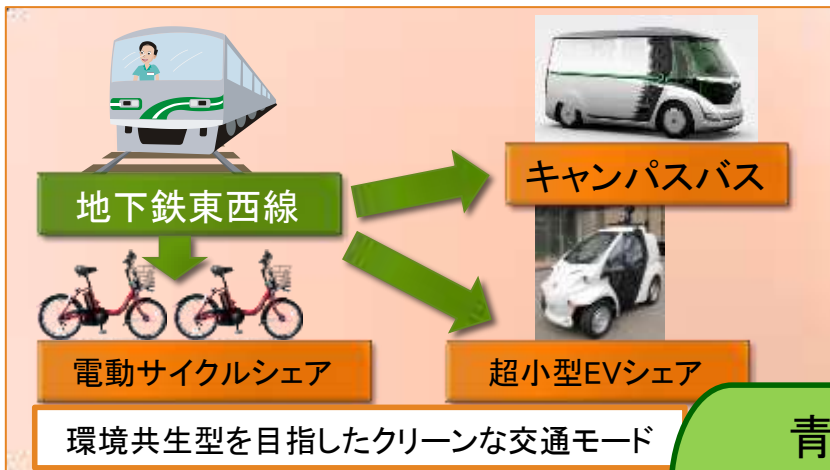 地下鉄東西線
キャンパスバス
電動サイクルシェア
超小型EVシェア
環境共生型を目指したクリーンな交通モード
青